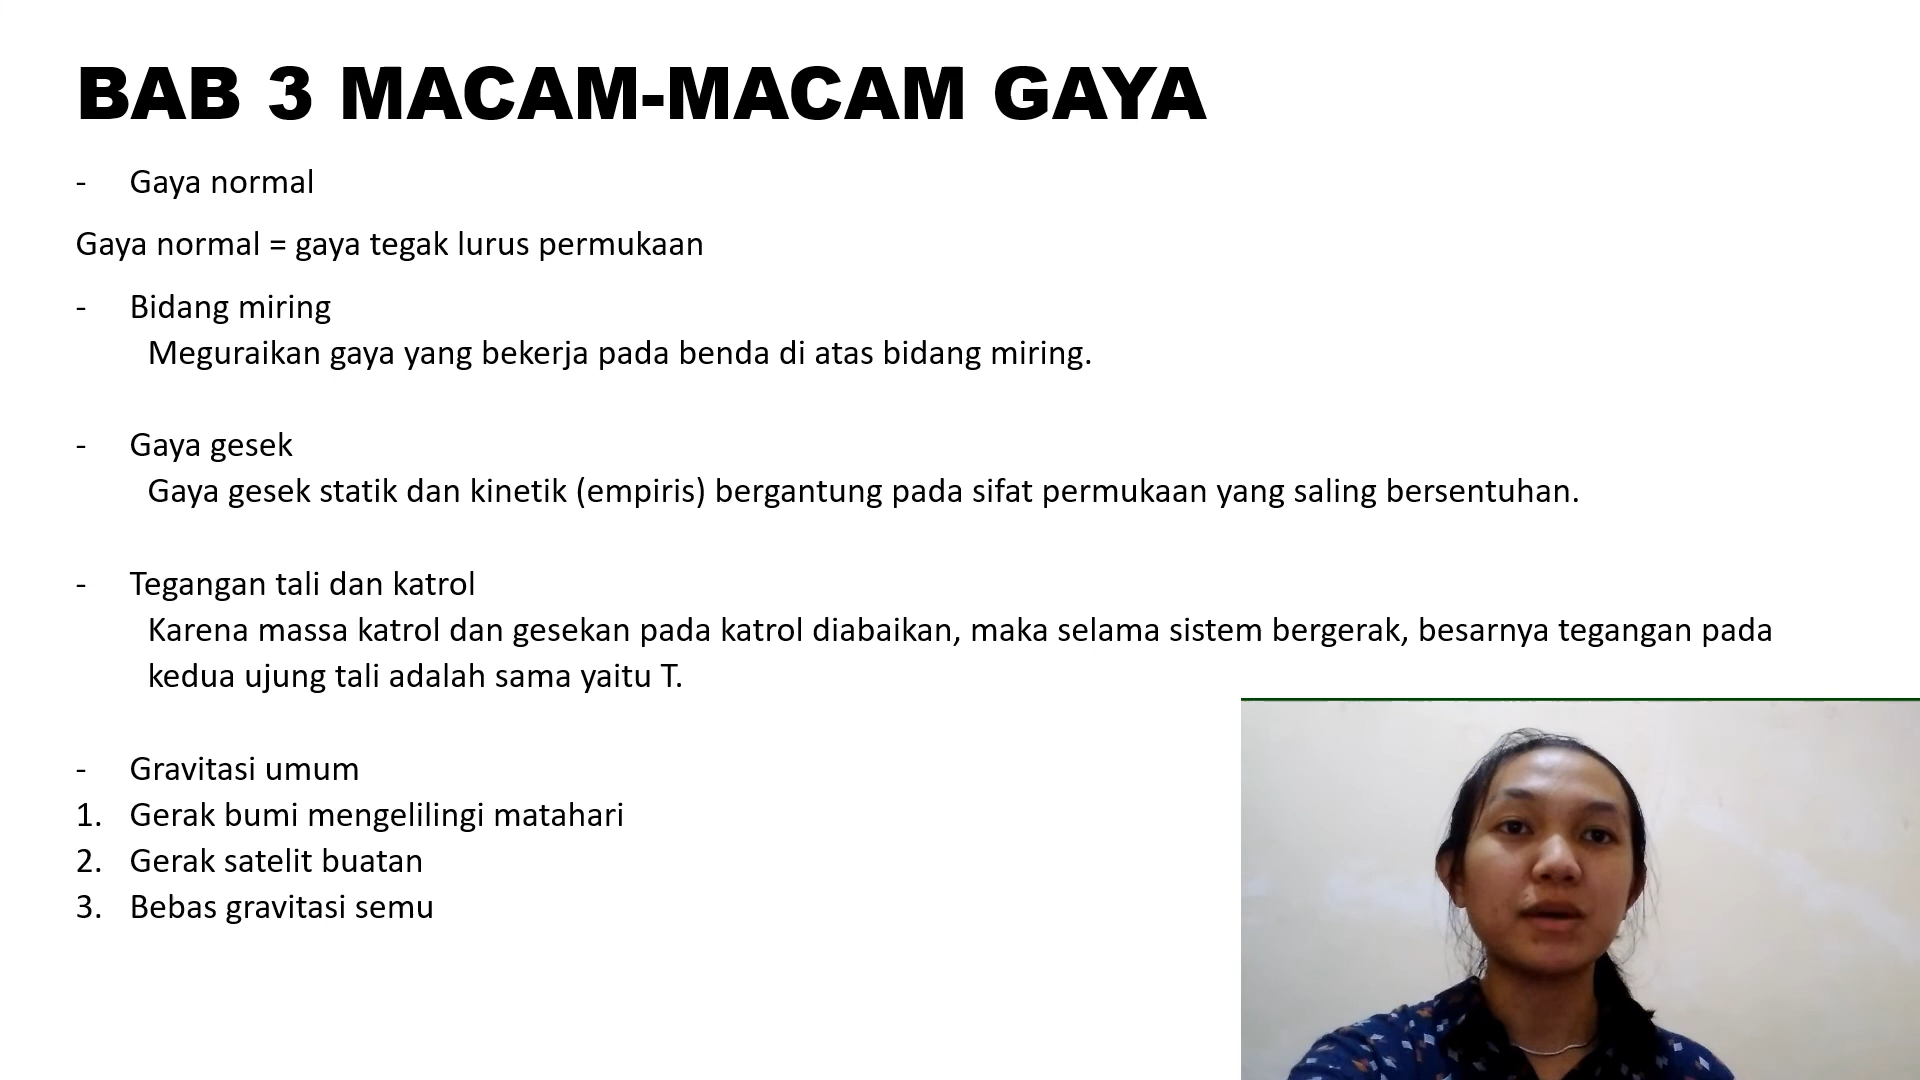 BAB 3 MACAM-MACAM GAYA
- Gaya normal
Gaya normal = gaya tegak lurus permukaan
- Bidang miring
Meguraikan gaya yang bekerja pada benda di atas bidang miring.
- Gaya gesek
Gaya gesek statik dan kinetik (empiris) bergantung pada sifat permukaan yang saling bersentuhan.
- Tegangan tali dan katrol
Karena massa katrol dan gesekan pada katrol diabaikan, maka selama sistem bergerak, besarnya tegangan pada
kedua ujung tali adalah sama yaitu T.
- Gravitasi umum
1. Gerak bumi mengelilingi matahari
2. Gerak satelit buatan
3. Bebas gravitasi semu